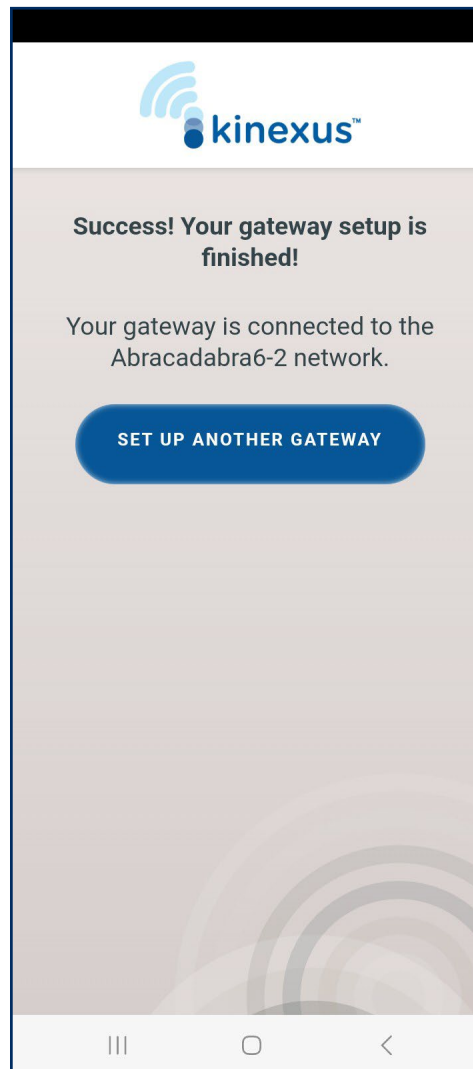 kinexus™
Success! Your gateway setup is
finished!
Your gateway is connected to the
Abracadabra6-2 network.
SET UP ANOTHER GATEWAY